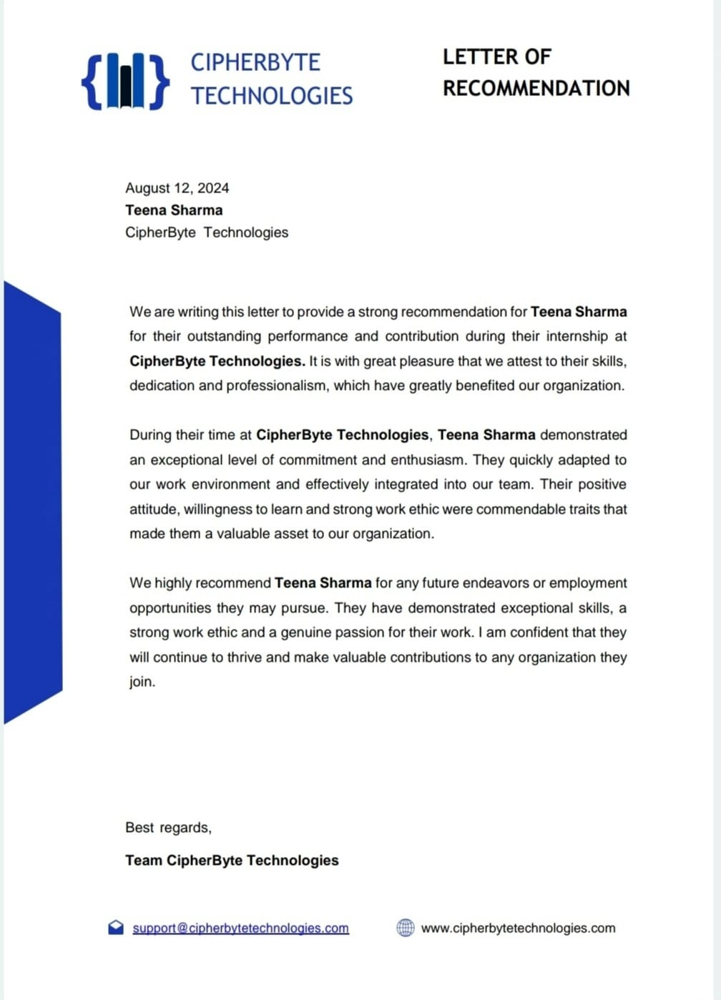 CIPHERBYTE
TECHNOLOGIES
LETTER OF
RECOMMENDATION
August 12, 2024
Teena Sharma
CipherByte Technologies
We are writing this letter to provide a strong recommendation for Teena Sharma
for their outstanding performance and contribution during their internship at
CipherByte Technologies. It is with great pleasure that we attest to their skills,
dedication and professionalism, which have greatly benefited our organization.
During their time at CipherByte Technologies, Teena Sharma demonstrated
an exceptional level of commitment and enthusiasm. They quickly adapted to
our work environment and effectively integrated into our team. Their positive
attitude, willingness to learn and strong work ethic were commendable traits that
made them a valuable asset to our organization.
We highly recommend Teena Sharma for any future endeavors or employment
opportunities they may pursue. They have demonstrated exceptional skills, a
strong work ethic and a genuine passion for their work. I am confident that they
will continue to thrive and make valuable contributions to any organization they
join.
Best regards,
Team CipherByte Technologies
support@cipherbytetechnologies.com
www.cipherbytetechnologies.com